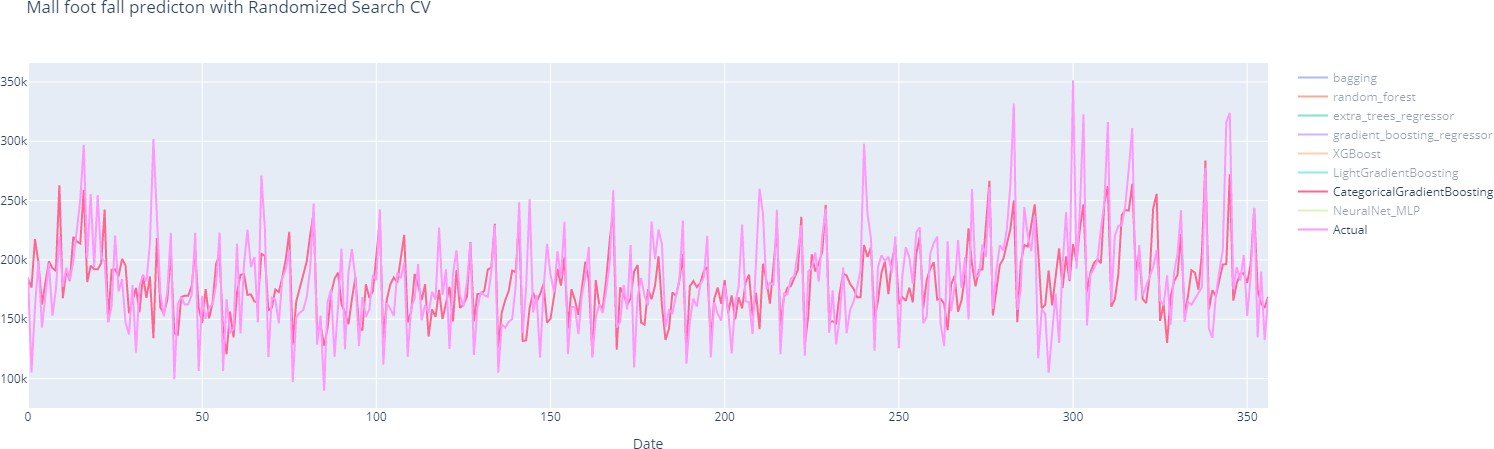 Mall foot fall predicton with Randomized Search CV
350k
300k
250k
200k
150k
100k
0
50
100
150
200
250
300
350
Date
bagging
random_forest
extra_trees_regressor
gradient_boosting_regressor
XGBoost
LightGradientBoosting
CategoricalGradientBoosting
NeuralNet_MLP
Actual